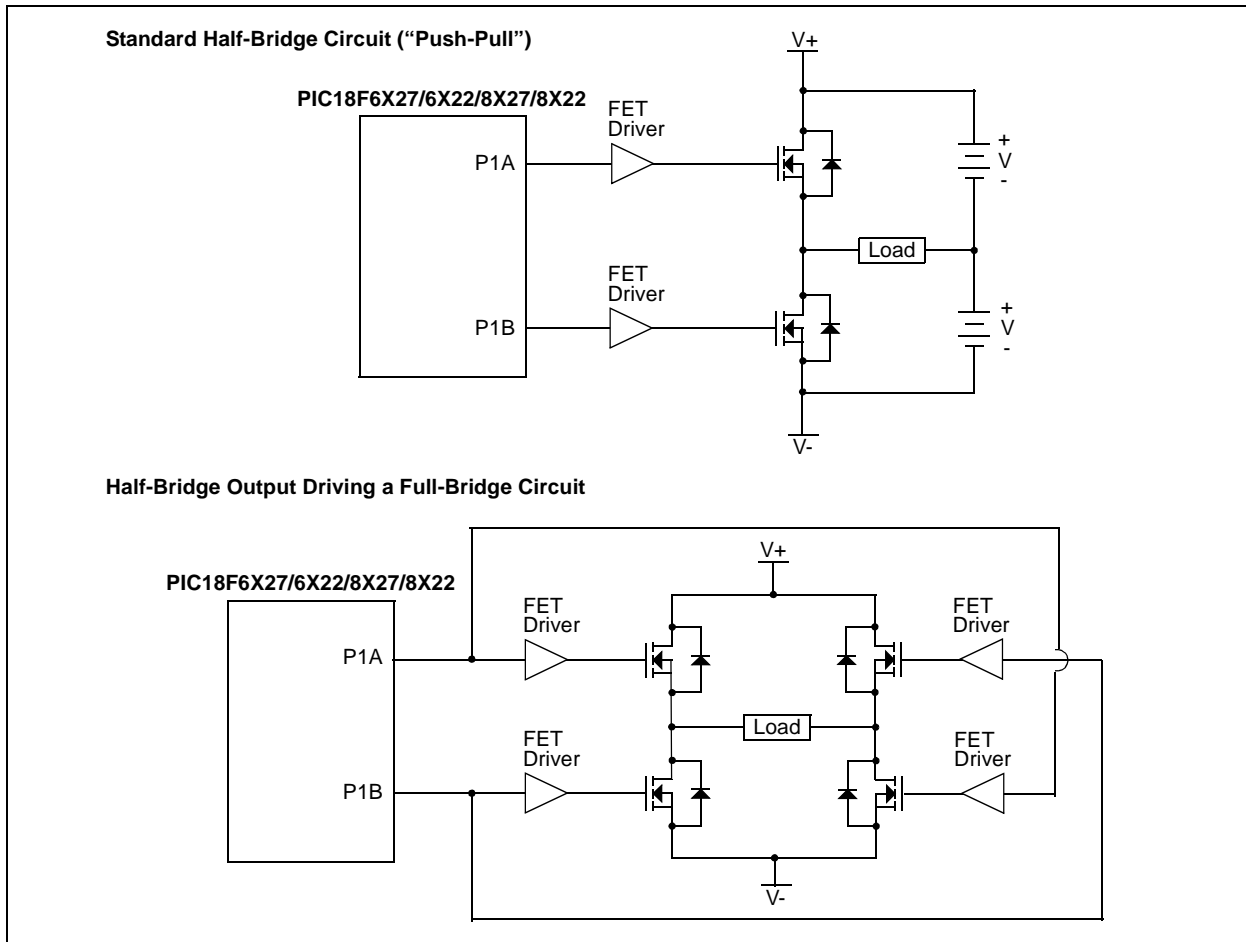 Standard Half-Bridge Circuit (“Push-Pull”)
V+
PIC18F6X27/6X22/8X27/8X22
FET
Driver
P1A
+
V
-
Load
FET
Driver
P1B
+
V
-
V-
Half-Bridge Output Driving a Full-Bridge Circuit
V+
PIC18F6X27/6X22/8X27/8X22
FET
Driver
FET
Driver
P1A
Load
FET
Driver
FET
Driver
P1B
V-